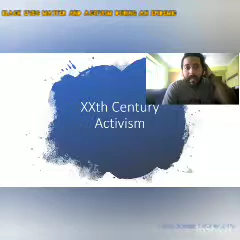 BLACK LIVES MATTER AND ACTIVISM DURING AN EPIDEMIC
XXth Century
Activism